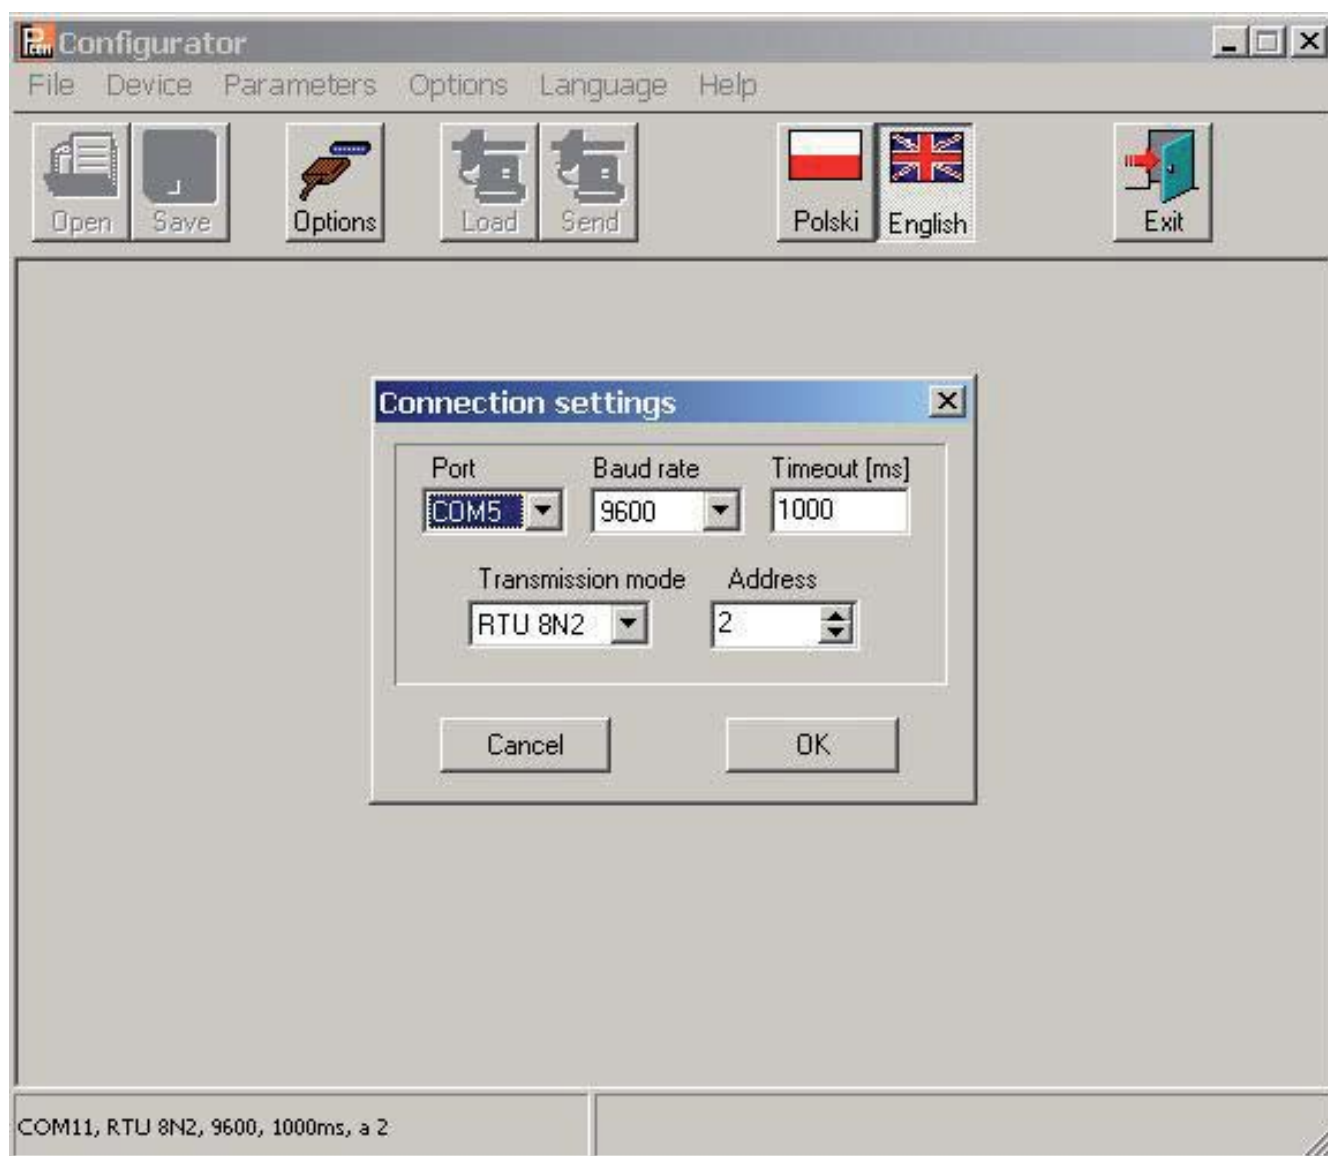 Configurator
File Device Parameters Options Language Help
Open Save Options Load Send Polski English Exit
Connection settings
Port Baud rate Timeout [ms]
COM5 9600 1000
Transmission mode Address
RTU 8N2 2
Cancel OK
COM11, RTU 8N2, 9600, 1000ms, a 2